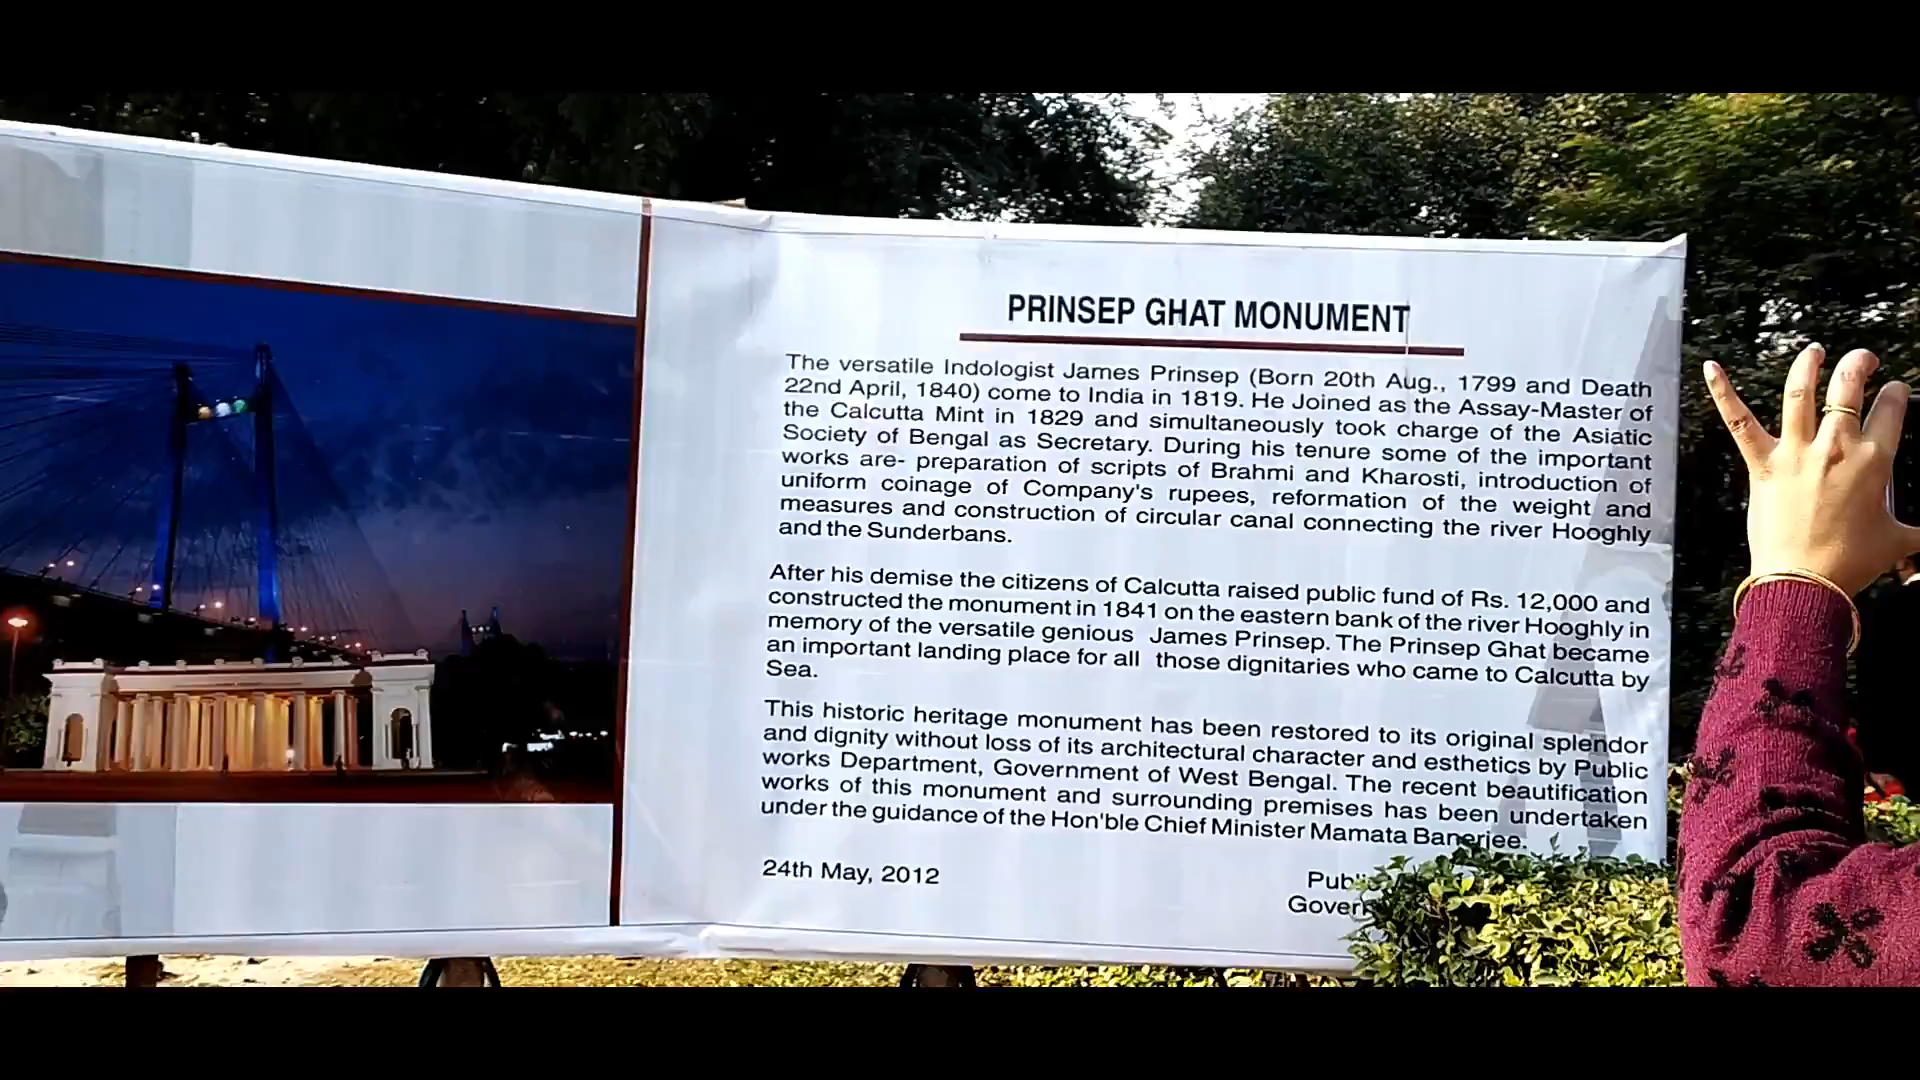 PRINSEP GHAT MONUMENT
The versatile Indologist James Prinsep (Born 20th Aug., 1799 and Death
22nd April, 1840) come to India in 1819. He Joined as the Assay-Master of
the Calcutta Mint in 1829 and simultaneously took charge of the Asiatic
Society of Bengal as Secretary. During his tenure some of the important
works are- preparation of scripts of Brahmi and Kharosti, introduction of
uniform coinage of Company's rupees, reformation of the weight and
measures and construction of circular canal connecting the river Hooghly
and the Sunderbans.
After his demise the citizens of Calcutta raised public fund of Rs. 12,000 and
constructed the monument in 1841 on the eastern bank of the river Hooghly in
memory of the versatile genious James Prinsep. The Prinsep Ghat became
an important landing place for all those dignitaries who came to Calcutta by
Sea.
This historic heritage monument has been restored to its original splendor
and dignity without loss of its architectural character and esthetics by Public
works Department, Government of West Bengal. The recent beautification
works of this monument and surrounding premises has been undertaken
under the guidance of the Hon'ble Chief Minister Mamata Banerjee.
24th May, 2012